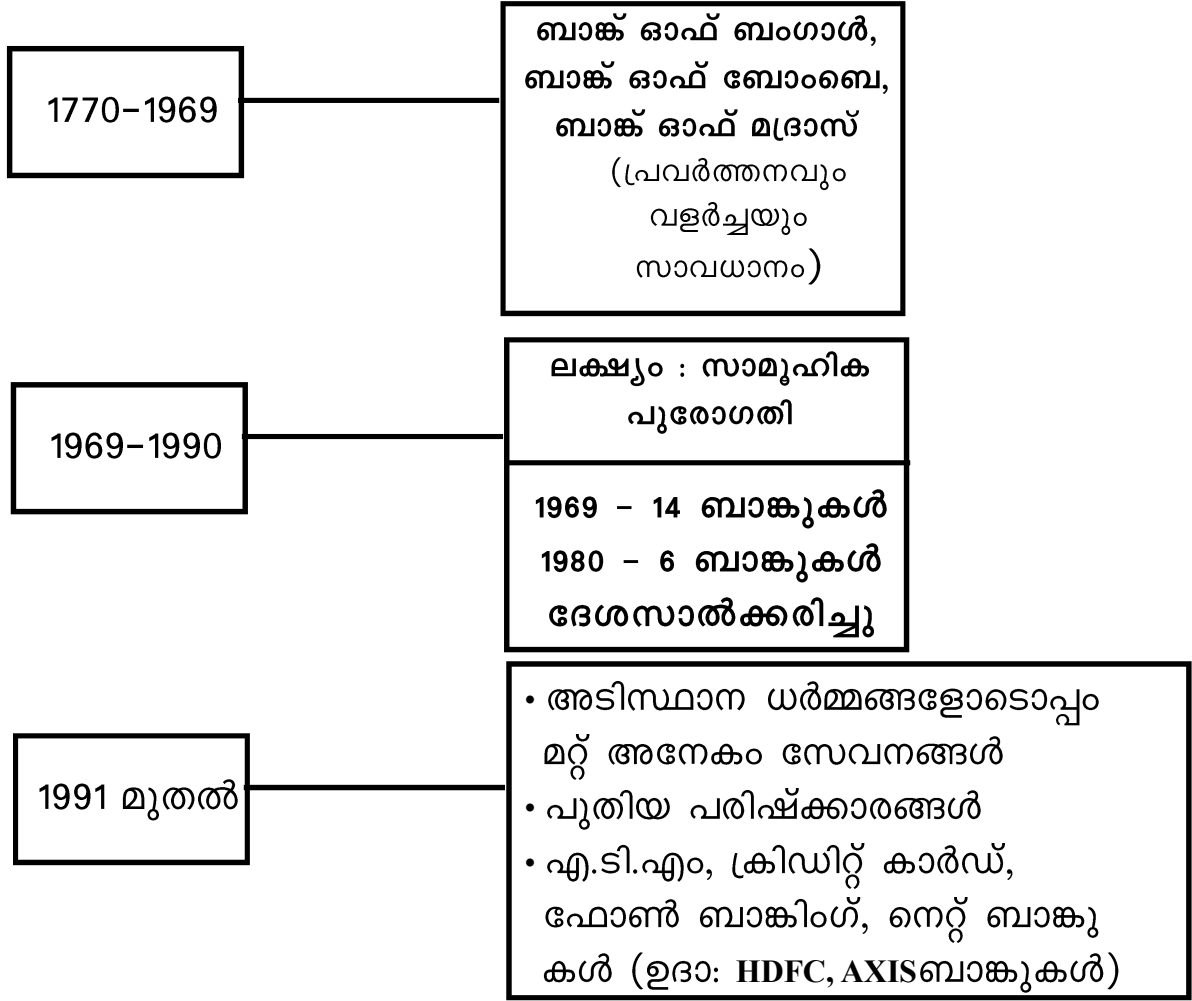 1770-1969
ബാങ്ക് ഓഫ് ബംഗാൾ,
ബാങ്ക് ഓഫ് ബോംബെ,
ബാങ്ക് ഓഫ് മദ്രാസ്
(പ്രവർത്തനവും
വളർച്ചയും
സാവധാനം)
1969-1990
ലക്ഷ്യം : സാമൂഹിക
പുരോഗതി
1969 - 14 ബാങ്കുകൾ
1980 - 6 ബാങ്കുകൾ
ദേശസാൽക്കരിച്ചു
1991 മുതൽ
• അടിസ്ഥാന ധർമ്മങ്ങളോടൊപ്പം
മറ്റ് അനേകം സേവനങ്ങൾ
• പുതിയ പരിഷ്ക്കാരങ്ങൾ
• എ.ടി.എം, ക്രിഡിറ്റ് കാർഡ്,
ഫോൺ ബാങ്കിംഗ്, നെറ്റ് ബാങ്കു
കൾ (ഉദാ: HDFC, AXISബാങ്കുകൾ)